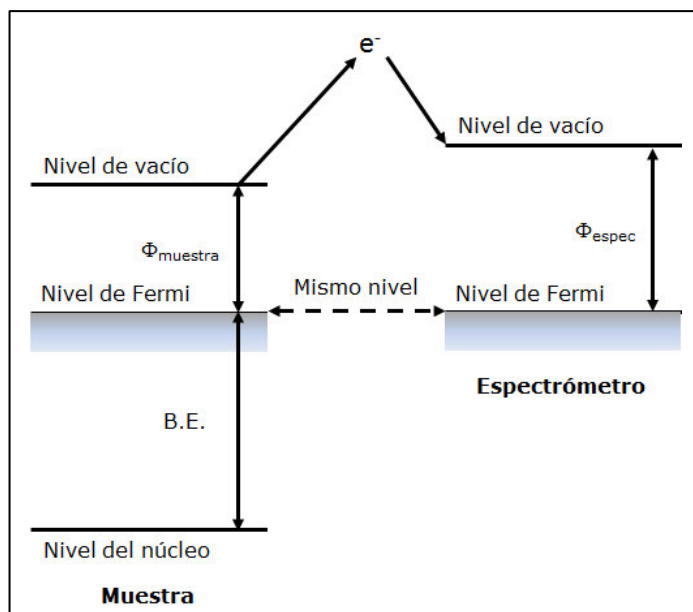 e-
Nivel de vacío
Nivel de vacío
Φmuestra
Φespec
Nivel de Fermi
Mismo nivel
Nivel de Fermi
Espectrómetro
B.E.
Nivel del núcleo
Muestra